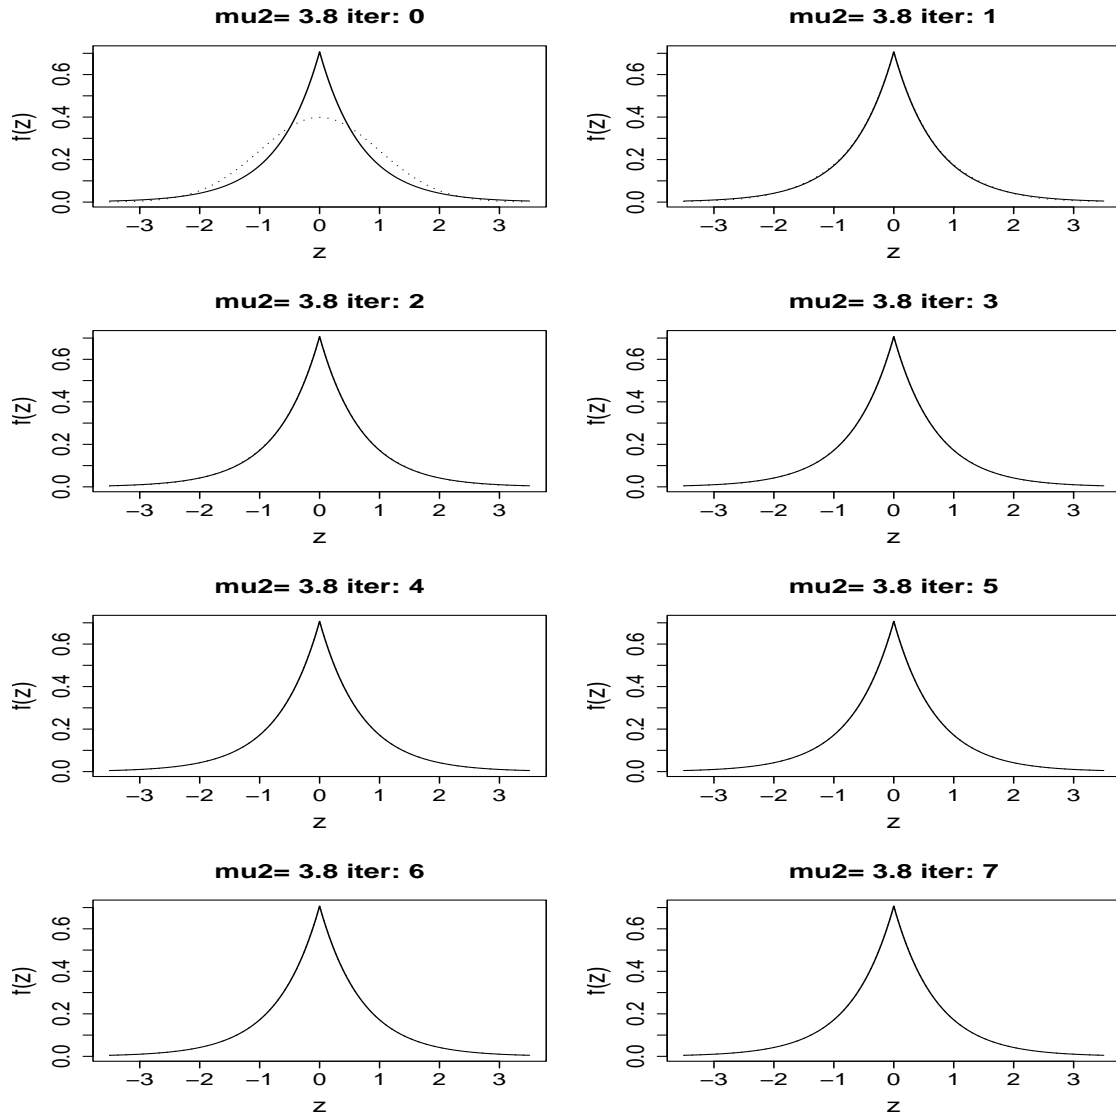 mu2= 3.8 iter: 0
f(z)
0.0 0.2 0.4 0.6
−3 −2 −1 0 1 2 3
z
mu2= 3.8 iter: 1
f(z)
0.0 0.2 0.4 0.6
−3 −2 −1 0 1 2 3
z
mu2= 3.8 iter: 2
f(z)
0.0 0.2 0.4 0.6
−3 −2 −1 0 1 2 3
z
mu2= 3.8 iter: 3
f(z)
0.0 0.2 0.4 0.6
−3 −2 −1 0 1 2 3
z
mu2= 3.8 iter: 4
f(z)
0.0 0.2 0.4 0.6
−3 −2 −1 0 1 2 3
z
mu2= 3.8 iter: 5
f(z)
0.0 0.2 0.4 0.6
−3 −2 −1 0 1 2 3
z
mu2= 3.8 iter: 6
f(z)
0.0 0.2 0.4 0.6
−3 −2 −1 0 1 2 3
z
mu2= 3.8 iter: 7
f(z)
0.0 0.2 0.4 0.6
−3 −2 −1 0 1 2 3
z